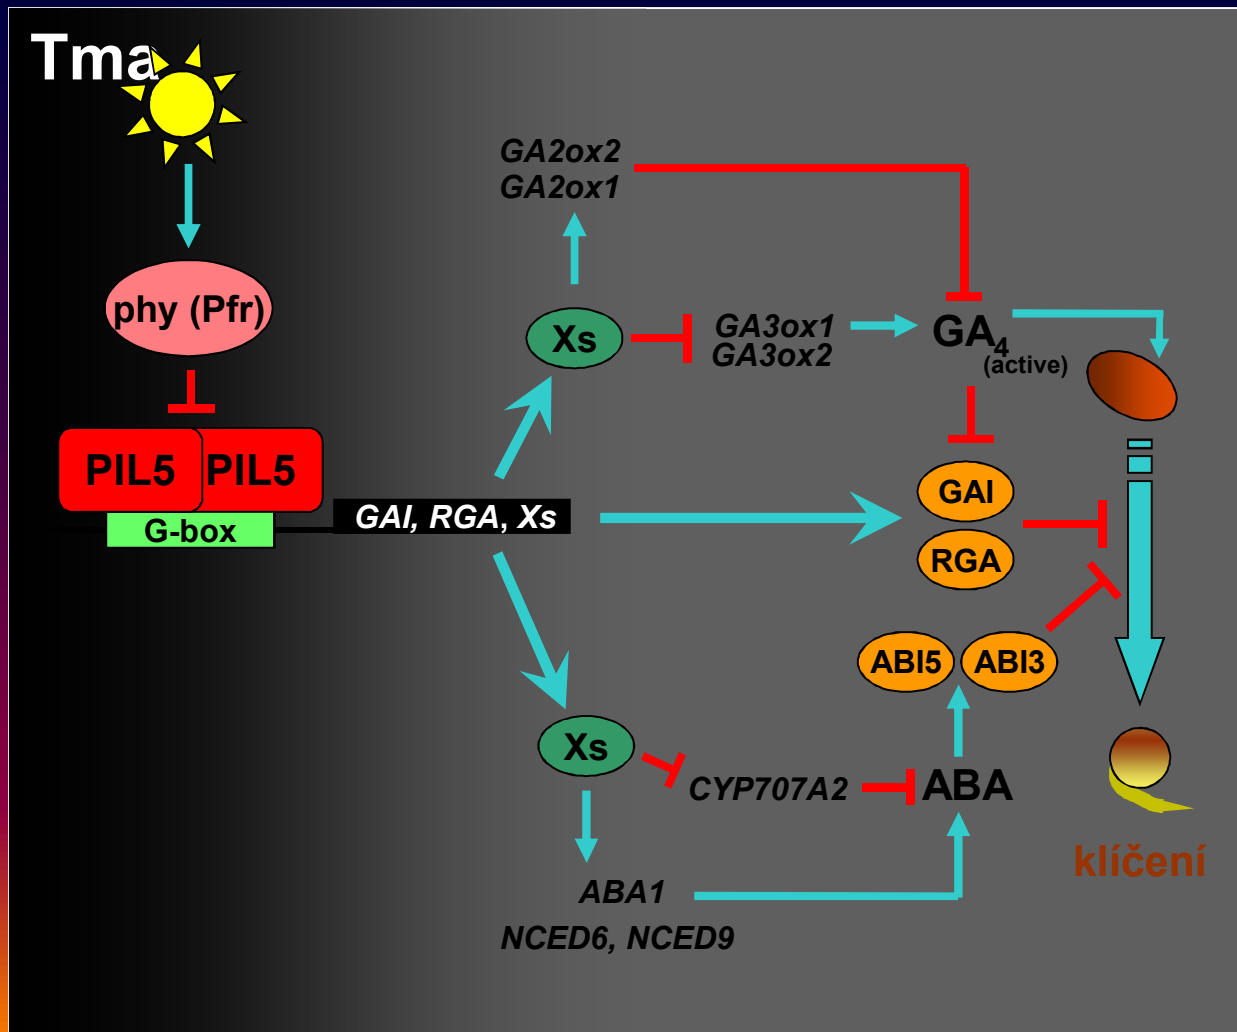 Tma
GA2ox2
GA2ox1
phy (Pfr)
Xs
GA3ox1
GA3ox2
GA4
(active)
PIL5 PIL5
G-box
GAI, RGA, Xs
GAI
RGA
ABI5 ABI3
Xs
CYP707A2
ABA
klíčení
ABA1
NCED6, NCED9